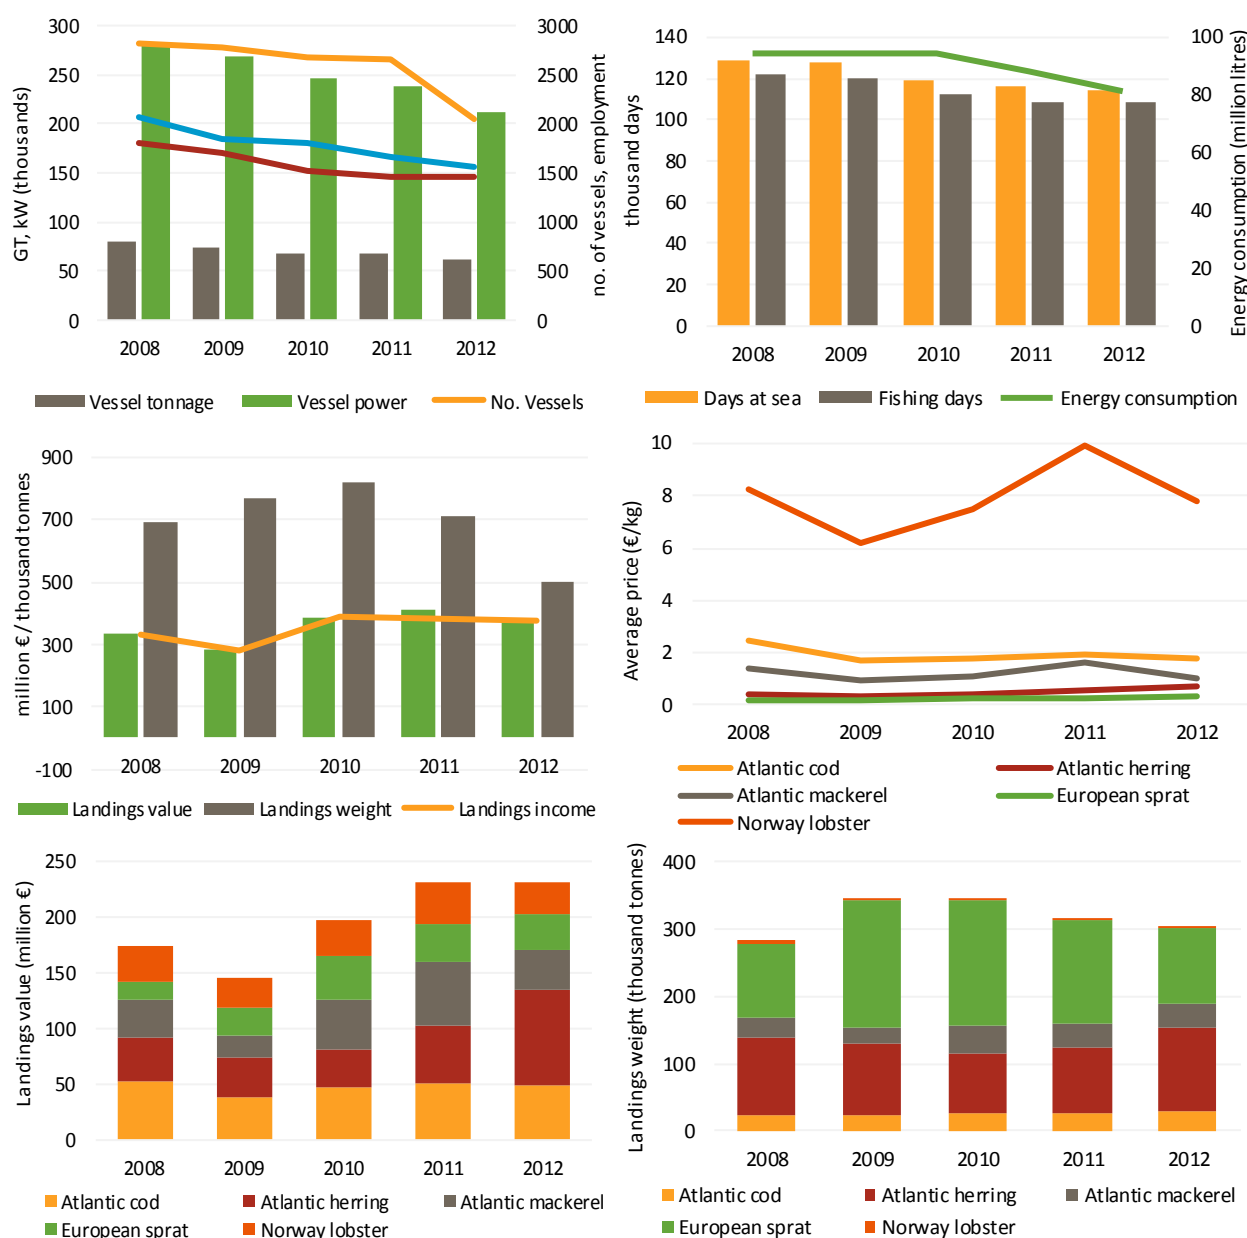 GT, kW (thousands)
300
250
200
150
100
50
0
3000
2500
2000
1500
1000
500
0
no. of vessels, employment
2008 2009 2010 2011 2012
Vessel tonnage Vessel power No. Vessels
thousand days
140
120
100
80
60
40
20
0
100
80
60
40
20
0
Energy consumption (million litres)
2008 2009 2010 2011 2012
Days at sea Fishing days Energy consumption
million € / thousand tonnes
900
700
500
300
100
-100
2008 2009 2010 2011 2012
Landings value Landings weight Landings income
Average price (€/kg)
10
8
6
4
2
0
2008 2009 2010 2011 2012
Atlantic cod Atlantic herring
Atlantic mackerel European sprat
Norway lobster
Landings value (million €)
250
200
150
100
50
0
2008 2009 2010 2011 2012
Atlantic cod Atlantic herring Atlantic mackerel
European sprat Norway lobster
Landings weight (thousand tonnes)
400
300
200
100
0
2008 2009 2010 2011 2012
Atlantic cod Atlantic herring Atlantic mackerel
European sprat Norway lobster